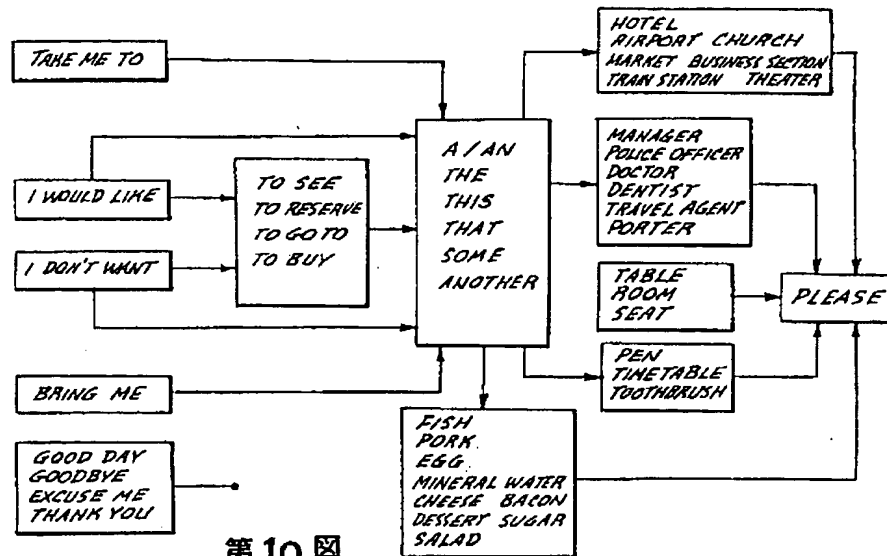 TAKE ME TO
I WOULD LIKE
I DON'T WANT
BRING ME
GOOD DAY
GOODBYE
EXCUSE ME
THANK YOU
TO SEE
TO RESERVE
TO GO TO
TO BUY
A/AN
THE
THIS
THAT
SOME
ANOTHER
HOTEL
AIRPORT CHURCH
MARKET BUSINESS SECTION
TRAIN STATION THEATER
MANAGER
POLICE OFFICER
DOCTOR
DENTIST
TRAVEL AGENT
PORTER
TABLE
ROOM
SEAT
PEN
TIMETABLE
TOOTHBRUSH
FISH
PORK
EGG
MINERAL WATER
CHEESE BACON
DESSERT SUGAR
SALAD
PLEASE
第10図